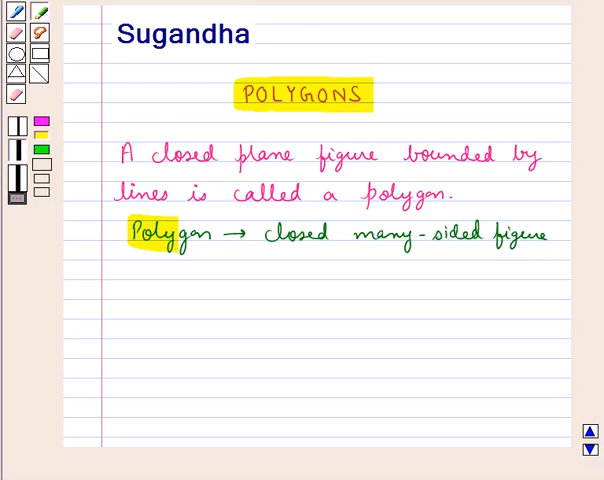 Sugandha
POLYGONS
A closed plane figure bounded by
lines is called a polygon.
Polygon → closed many-sided figure